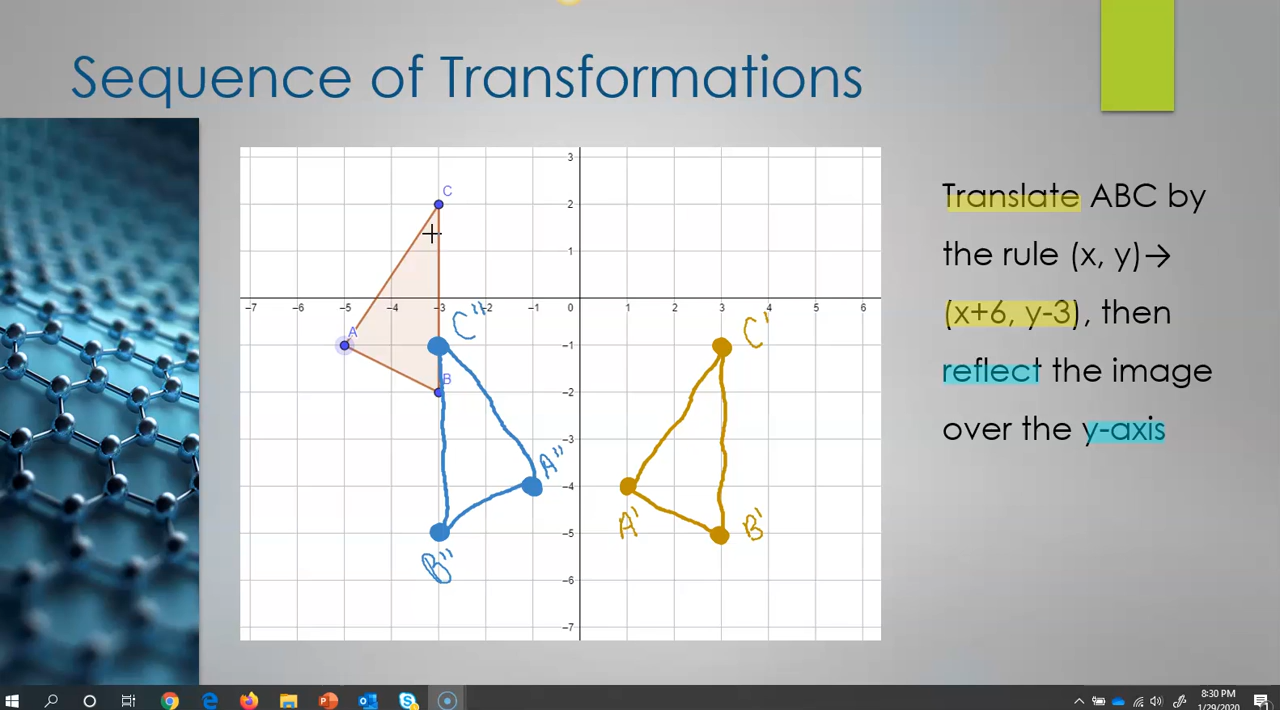 Sequence of Transformations
3
C
2
1
-7 -6 -5 -4 -3 -2 -1 0 1 2 3 4 5 6
A
C"
C'
-1
B
-2
-3
A"
-4
A'
B'
-5
B"
-6
-7
Translate ABC by
the rule (x, y)→
(x+6, y-3), then
reflect the image
over the y-axis
8:30 PM
1/29/2020